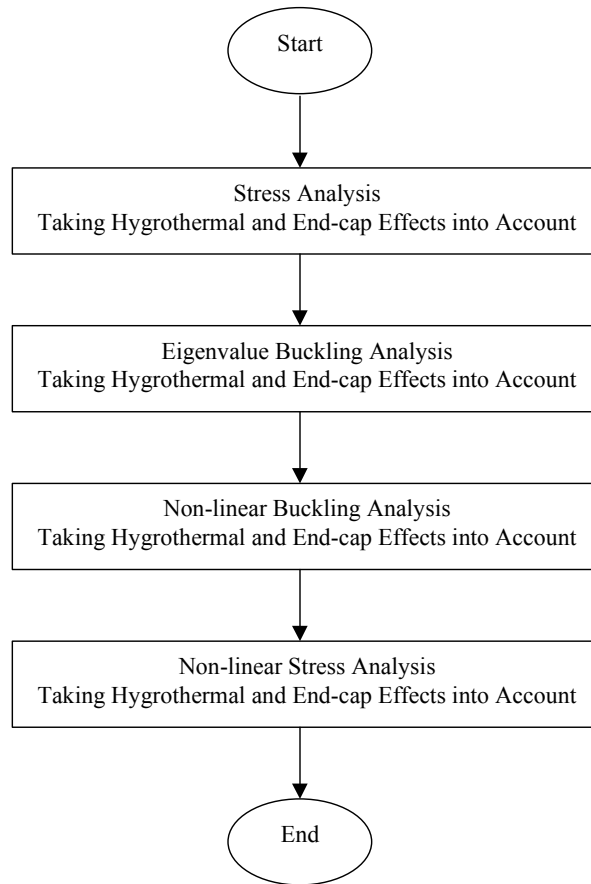 Start
Stress Analysis
Taking Hygrothermal and End-cap Effects into Account
Eigenvalue Buckling Analysis
Taking Hygrothermal and End-cap Effects into Account
Non-linear Buckling Analysis
Taking Hygrothermal and End-cap Effects into Account
Non-linear Stress Analysis
Taking Hygrothermal and End-cap Effects into Account
End